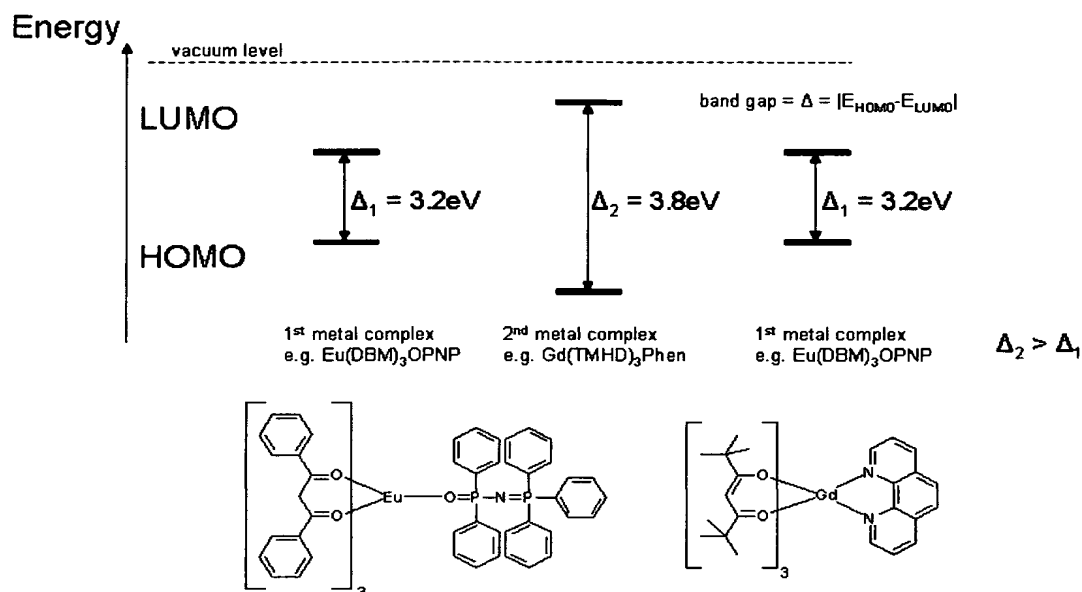 Energy
vacuum level
LUMO
band gap = Δ = |E_HOMO-E_LUMO|
Δ₁ = 3.2eV
Δ₂ = 3.8eV
Δ₁ = 3.2eV
HOMO
1st metal complex
e.g. Eu(DBM)₃OPNP
2nd metal complex
e.g. Gd(TMHD)₃Phen
1st metal complex
e.g. Eu(DBM)₃OPNP
Δ₂ > Δ₁
O
O
Eu
O=P-N=P
3
O
O
Gd
N
N
3